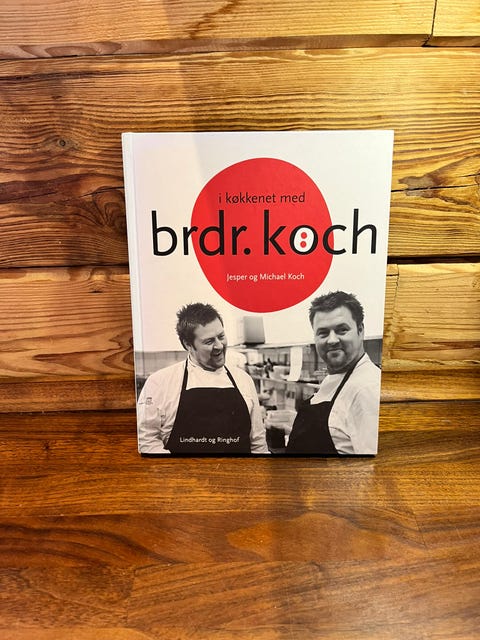 i køkkenet med
brdr. koch
Jesper og Michael Koch
Lindhardt og Ringhof